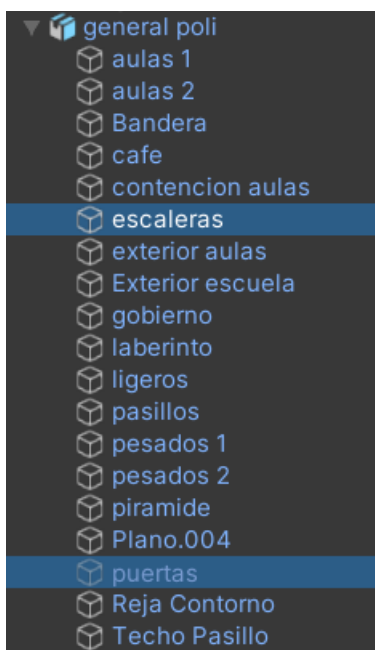 general poli
aulas 1
aulas 2
Bandera
cafe
contencion aulas
escaleras
exterior aulas
Exterior escuela
gobierno
laberinto
ligeros
pasillos
pesados 1
pesados 2
piramide
Plano.004
puertas
Reja Contorno
Techo Pasillo